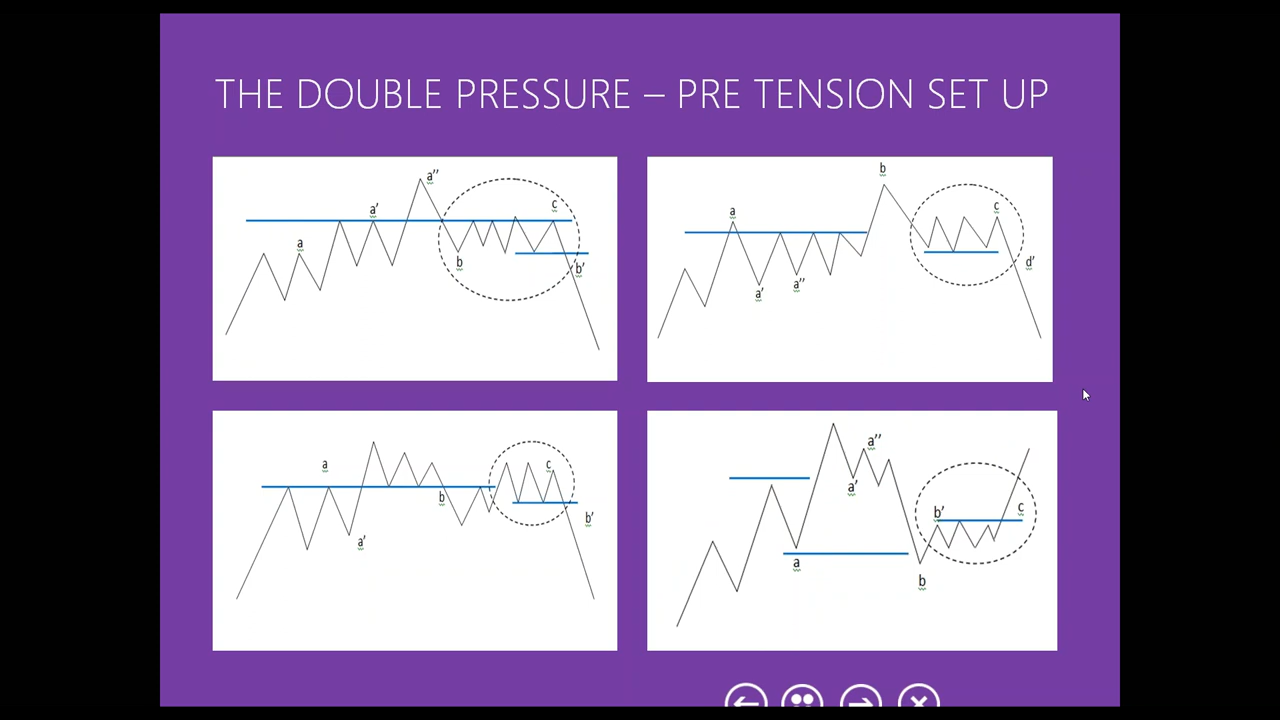 THE DOUBLE PRESSURE – PRE TENSION SET UP
a
a’
a’’
b
c
b’
a
a’
a’’
b
c
d’
a
a’
b
c
b’
a
a’
a’’
b
b’
c